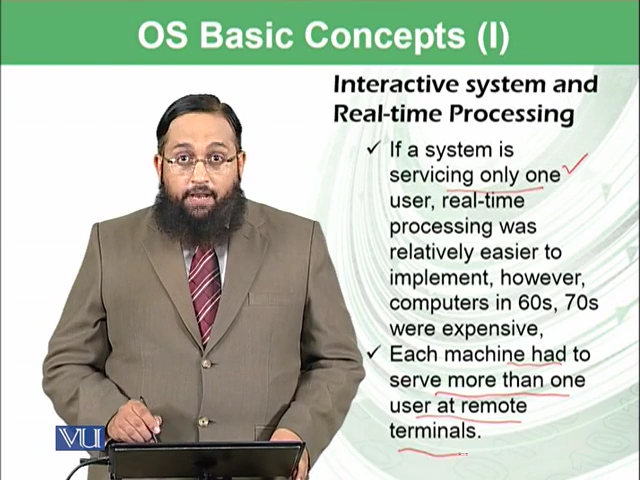 OS Basic Concepts (I)
Interactive system and
Real-time Processing
✓ If a system is
servicing only one
user, real-time
processing was
relatively easier to
implement, however,
computers in 60s, 70s
were expensive,
✓ Each machine had to
serve more than one
user at remote
terminals.
VU